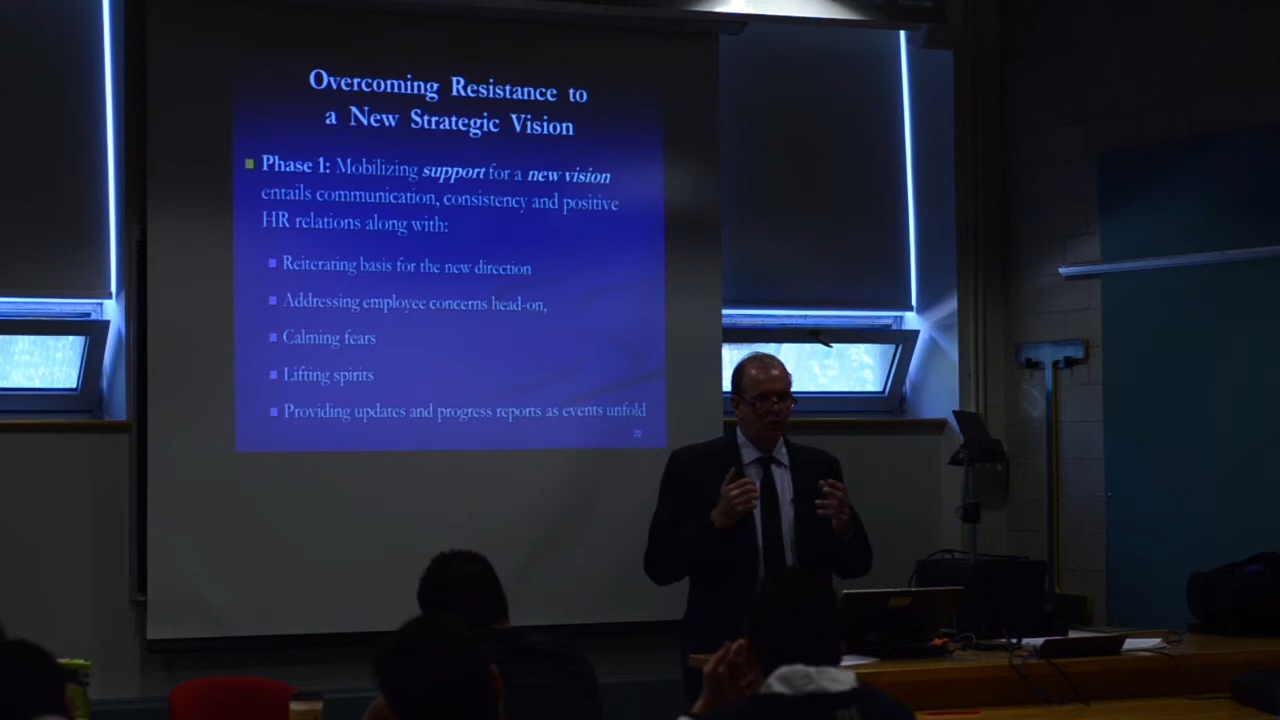 Overcoming Resistance to
a New Strategic Vision
Phase 1: Mobilizing support for a new vision
entails communication, consistency and positive
HR relations along with:
Reiterating basis for the new direction
Addressing employee concerns head-on,
Calming fears
Lifting spirits
Providing updates and progress reports as events unfold
22